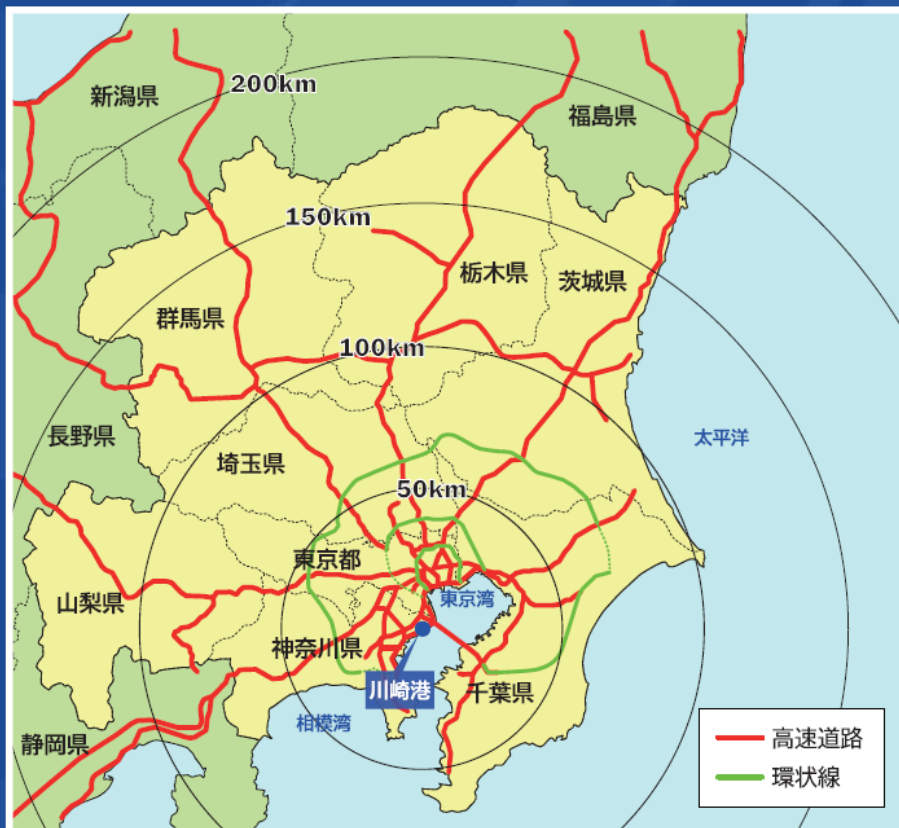 200km
新潟県
福島県
150km
栃木県
茨城県
群馬県
100km
長野県
太平洋
埼玉県
50km
東京都
山梨県
東京湾
神奈川県
川崎港
千葉県
相模湾
静岡県
高速道路
環状線